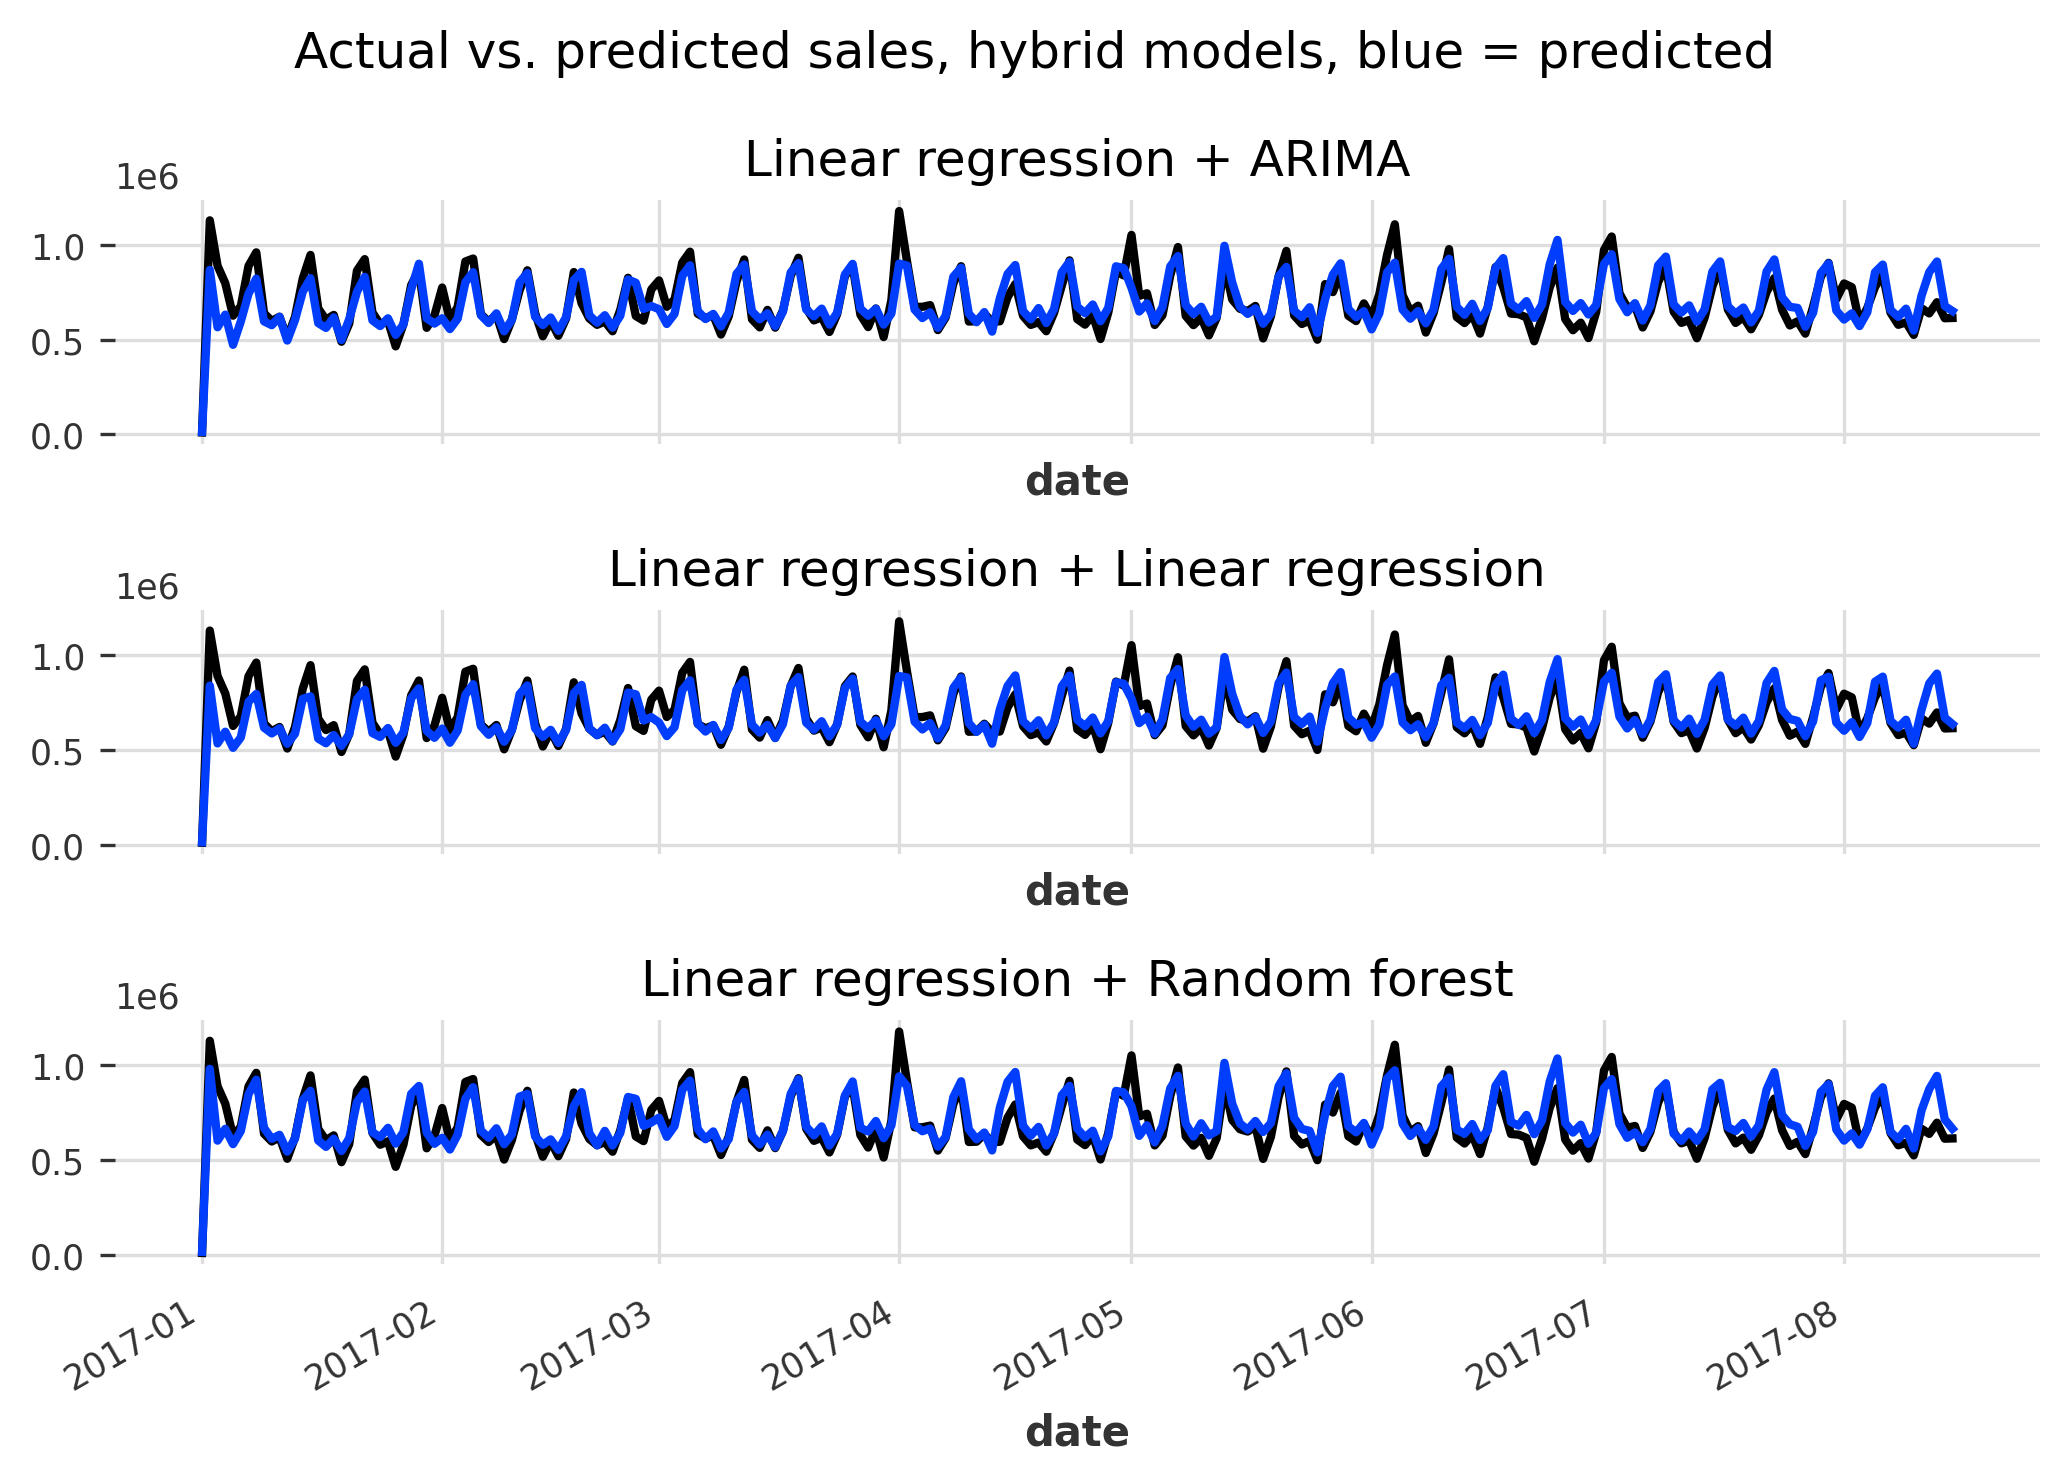 Actual vs. predicted sales, hybrid models, blue = predicted
Linear regression + ARIMA
1e6
1.0
0.5
0.0
date
Linear regression + Linear regression
1e6
1.0
0.5
0.0
date
Linear regression + Random forest
1e6
1.0
0.5
0.0
2017-01 2017-02 2017-03 2017-04 2017-05 2017-06 2017-07 2017-08
date